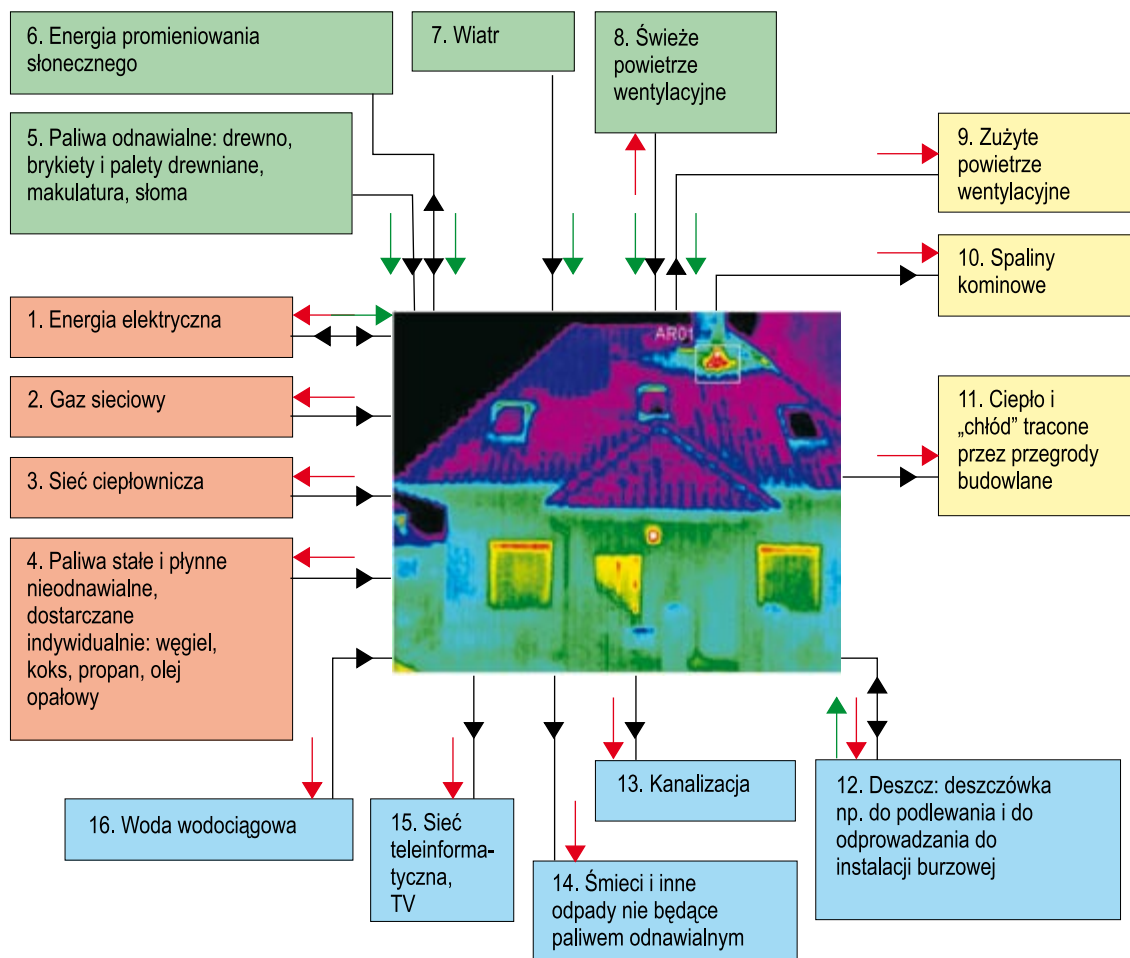 6. Energia promieniowania
słonecznego
7. Wiatr
8. Świeże
powietrze
wentylacyjne
5. Paliwa odnawialne: drewno,
brykiety i palety drewniane,
makulatura, słoma
9. Zużyte
powietrze
wentylacyjne
10. Spaliny
kominowe
1. Energia elektryczna
AR01
2. Gaz sieciowy
11. Ciepło i
„chłód” tracone
przez przegrody
budowlane
3. Sieć ciepłownicza
4. Paliwa stałe i płynne
nieodnawialne,
dostarczane
indywidualnie: węgiel,
koks, propan, olej
opałowy
16. Woda wodociągowa
15. Sieć
teleinforma-
tyczna,
TV
13. Kanalizacja
12. Deszcz: deszczówka
np. do podlewania i do
odprowadzania do
instalacji burzowej
14. Śmieci i inne
odpady nie będące
paliwem odnawialnym